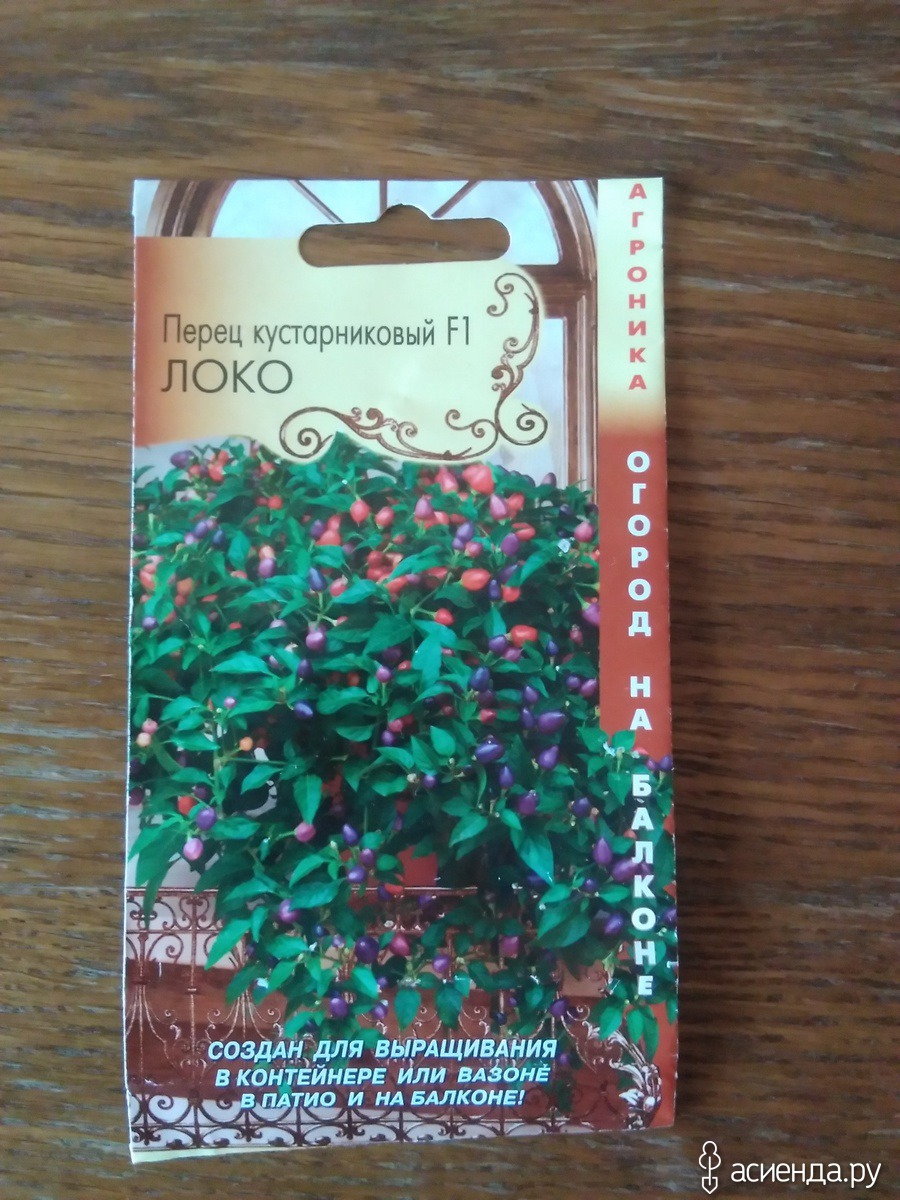 Перец кустарниковый F1
ЛОКО
АГРОНИКА
ОГОРОД НА БАЛКОНЕ
СОЗДАН ДЛЯ ВЫРАЩИВАНИЯ
В КОНТЕЙНЕРЕ ИЛИ ВАЗОНЕ
В ПАТИО И НА БАЛКОНЕ!
асиенда.ру